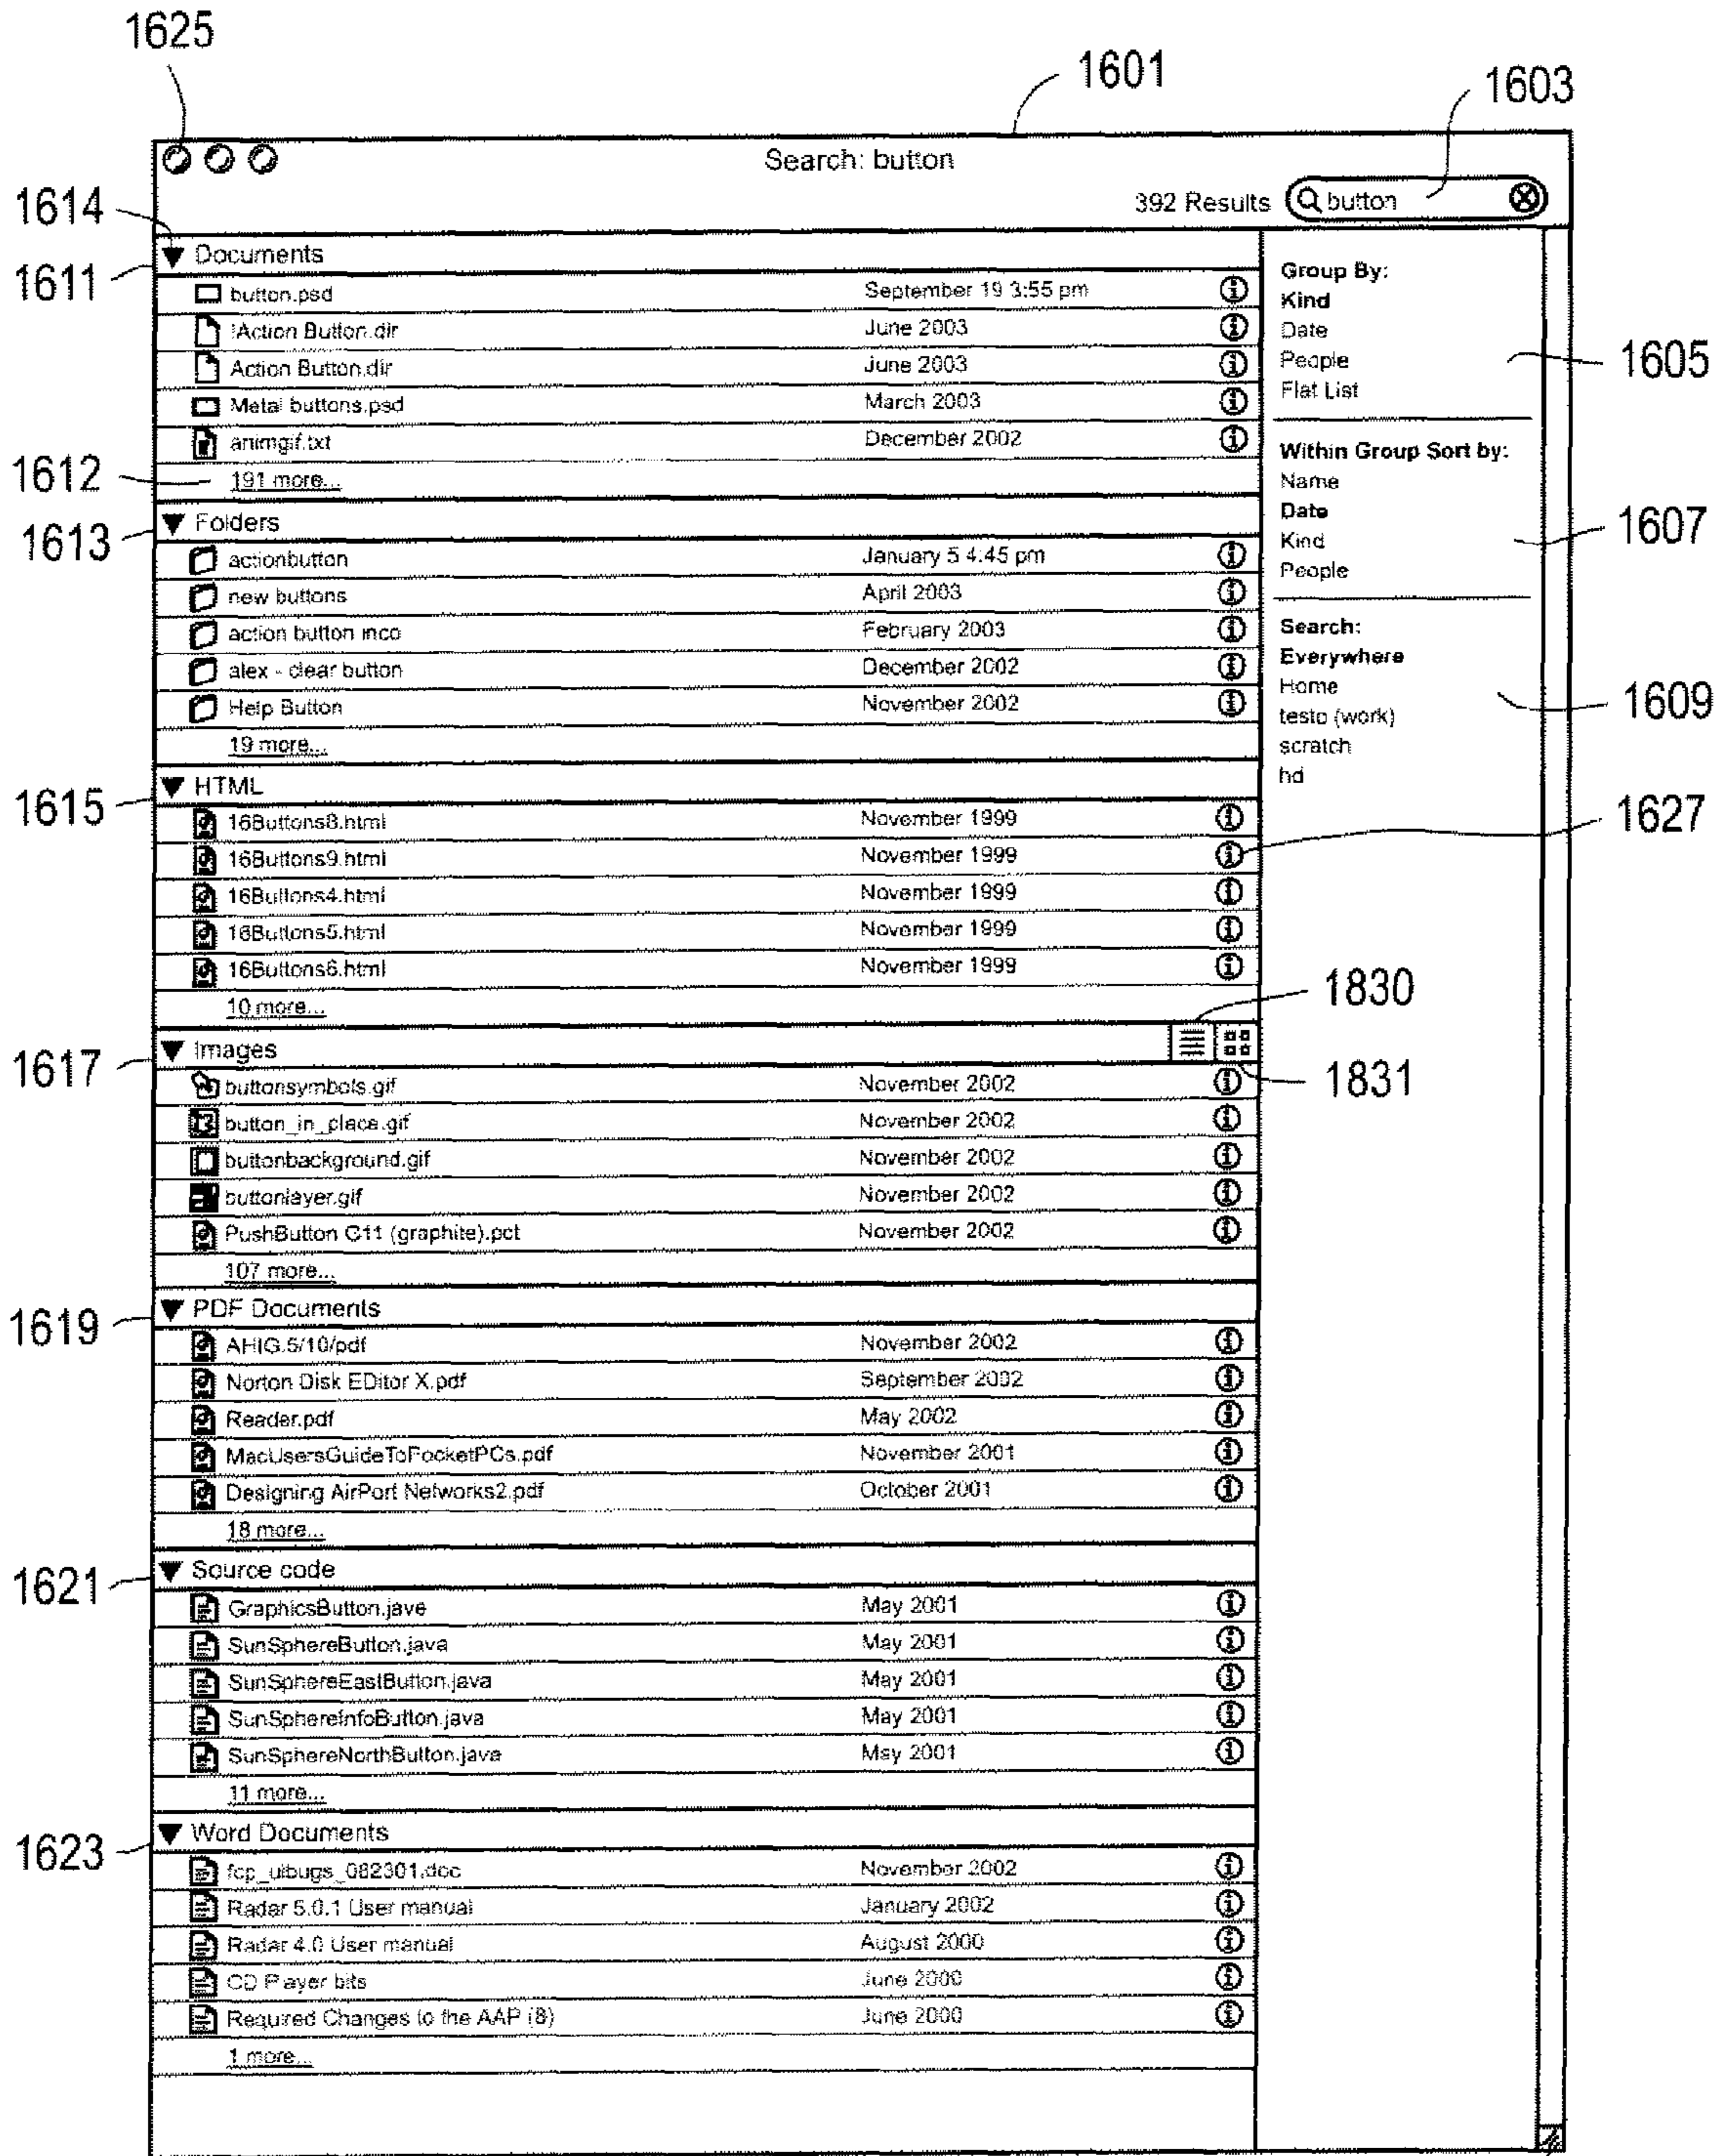 1625
1601
1603
Search: button
392 Results button
1614
1611
Documents
button.psd September 19 3:55 pm
!Action Button.dir June 2003
Action Button.dir June 2003
Metal buttons.psd March 2003
animgif.txt December 2002
1612
191 more...
1613
Folders
actionbutton January 5 4:45 pm
new buttons April 2003
action button inco February 2003
alex - clear button December 2002
Help Button November 2002
19 more...
1615
HTML
16Buttons8.html November 1999
16Buttons9.html November 1999
16Buttons4.html November 1999
16Buttons5.html November 1999
16Buttons6.html November 1999
10 more...
1617
Images
1830
1831
buttonsymbols.gif November 2002
button_in_place.gif November 2002
buttonbackground.gif November 2002
buttonlayer.gif November 2002
PushButton G11 (graphite).pct November 2002
107 more...
1619
PDF Documents
AHIG.5/10/pdf November 2002
Norton Disk EDitor X.pdf September 2002
Reader.pdf May 2002
MacUsersGuideToPocketPCs.pdf November 2001
Designing AirPort Networks2.pdf October 2001
18 more...
1621
Source code
GraphicsButton.jave May 2001
SunSphereButton.java May 2001
SunSphereEastButton.java May 2001
SunSphereInfoButton.java May 2001
SunSphereNorthButton.java May 2001
11 more...
1623
Word Documents
fcp_uibugs_082301.doc November 2002
Radar 5.0.1 User manual January 2002
Radar 4.0 User manual August 2000
CD Player bits June 2000
Required Changes to the AAP (8) June 2000
1 more...
Group By:
Kind
Date
People
Flat List
1605
Within Group Sort by:
Name
Date
Kind
People
1607
Search:
Everywhere
Home
testo (work)
scratch
hd
1609
1627